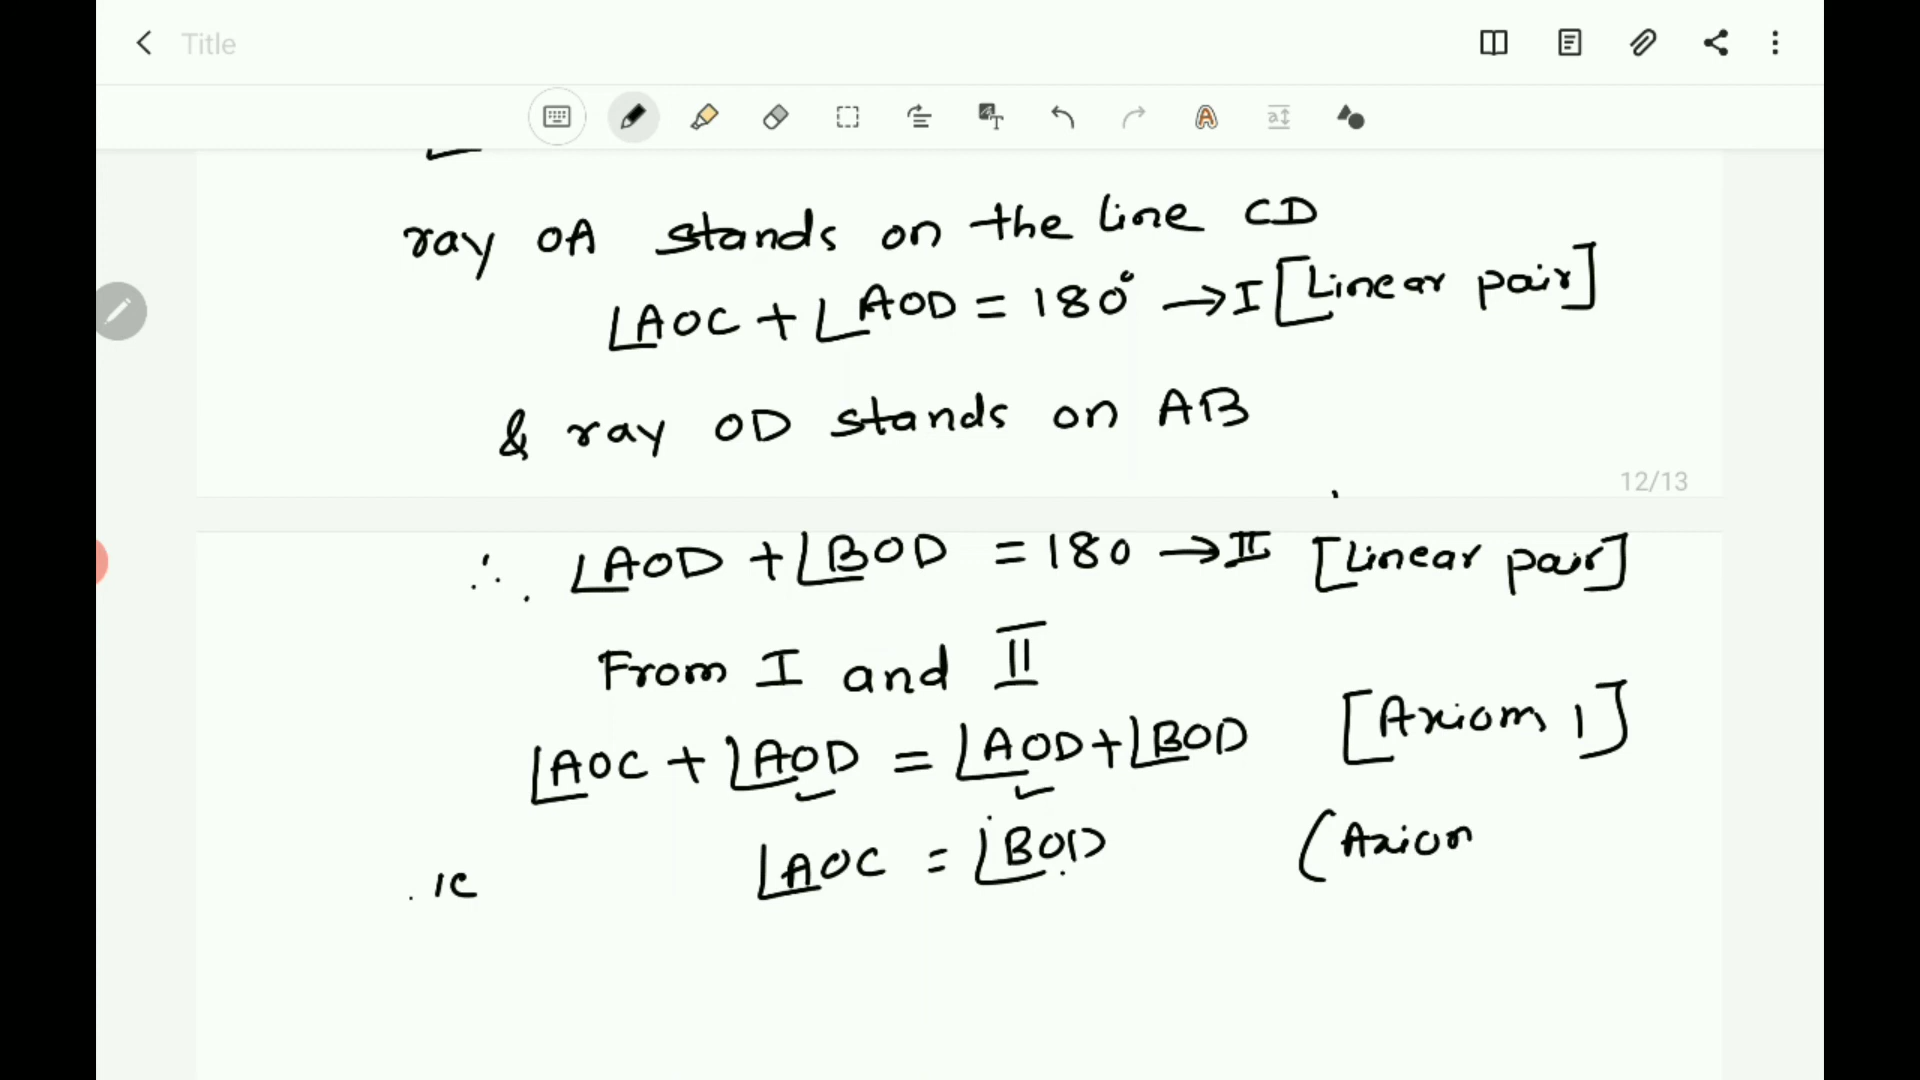 Title
ray OA stands on the line CD
∠AOC + ∠AOD = 180° → I [Linear pair]
& ray OD stands on AB
12/13
∴ ∠AOD + ∠BOD = 180 → II [Linear pair]
From I and II
∠AOC + ∠AOD = ∠AOD + ∠BOD [Axiom 1]
ie ∠AOC = ∠BOD (Axiom